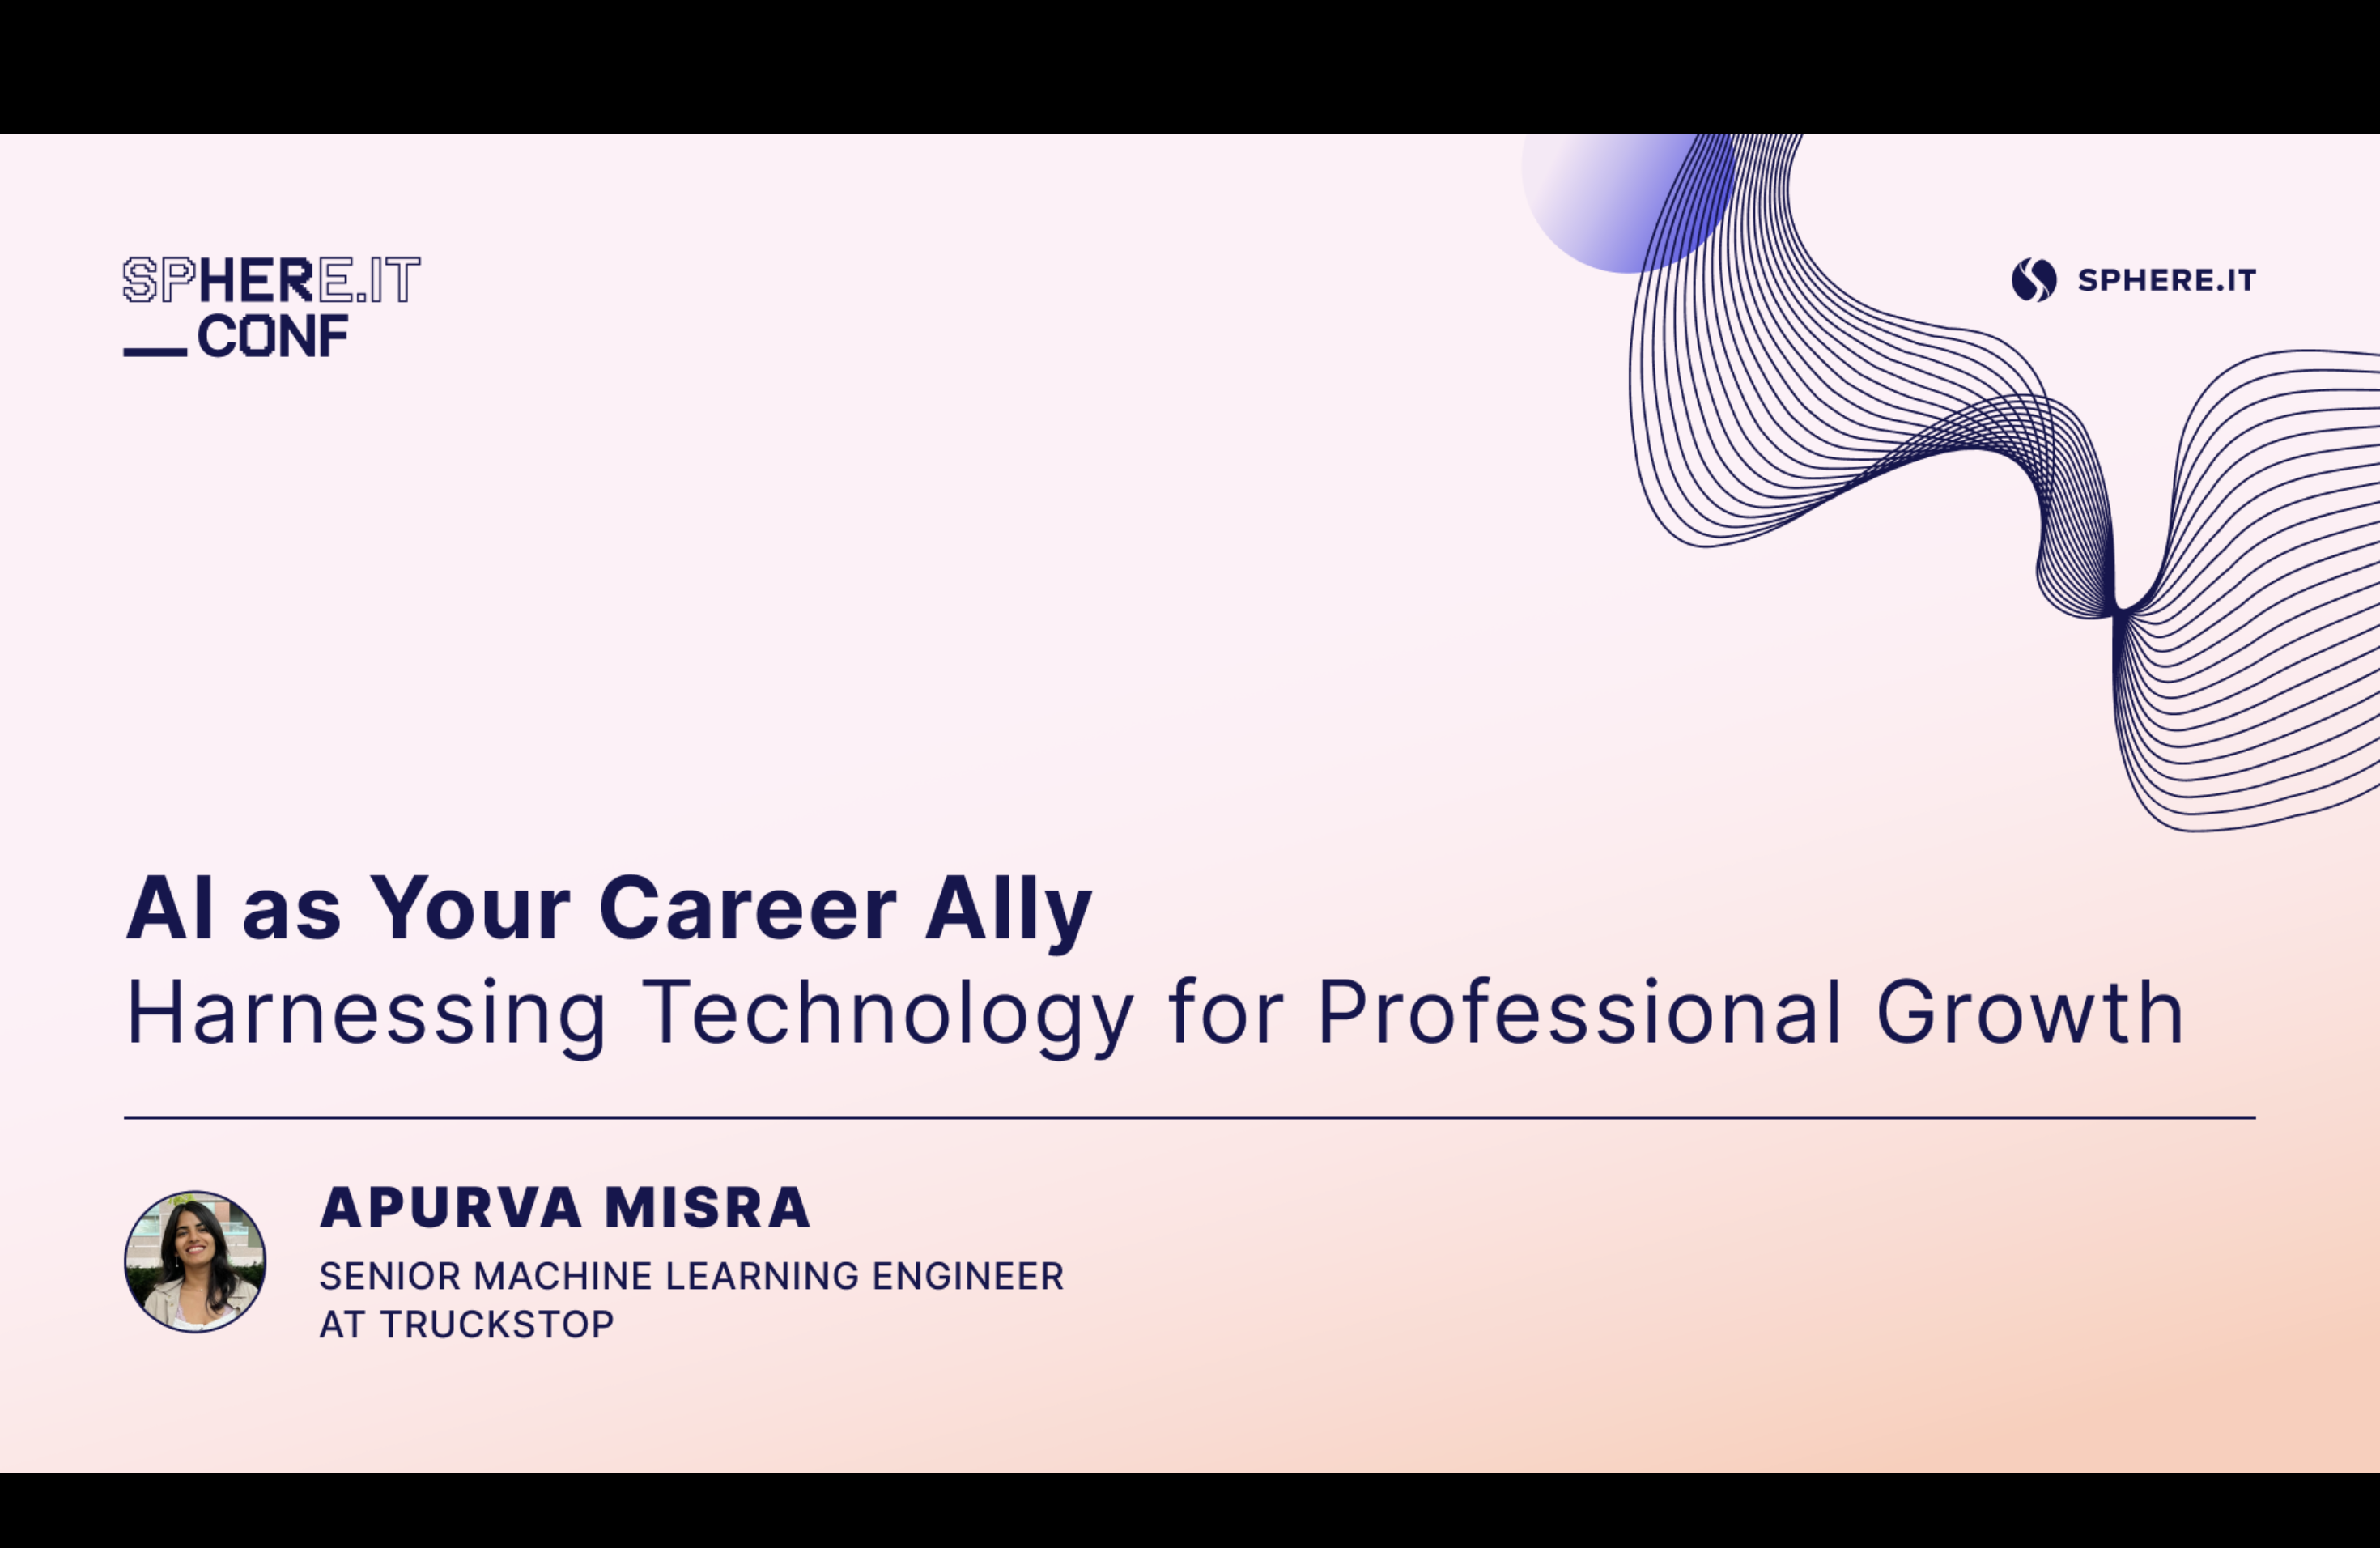 SPHERE.IT
CONF
SPHERE.IT
AI as Your Career Ally
Harnessing Technology for Professional Growth
APURVA MISRA
SENIOR MACHINE LEARNING ENGINEER
AT TRUCKSTOP